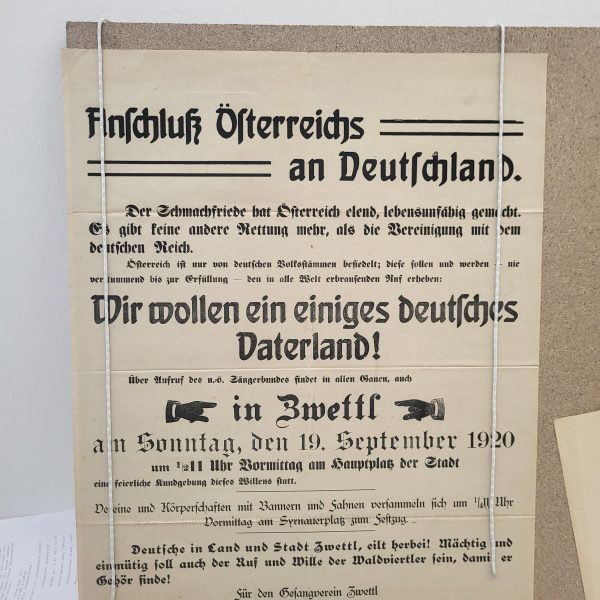 Anschluß Österreichs
an Deutschland.
Der Schmachfriede hat Österreich elend, lebensunfähig gemacht.
Es gibt keine andere Rettung mehr, als die Vereinigung mit dem
deutschen Reich.
Österreich ist nur von deutschen Volksstämmen besiedelt; diese sollen und werden — nie
verstummend bis zur Erfüllung — den in alle Welt erbrausenden Ruf erheben:
Wir wollen ein einiges deutsches
Vaterland!
Über Aufruf des n.-ö. Sängerbundes findet in allen Gauen, auch
in Zwettl
am Sonntag, den 19. September 1920
um ½11 Uhr Vormittag am Hauptplatz der Stadt
eine feierliche Kundgebung dieses Willens statt.
Vereine und Körperschaften mit Bannern und Fahnen versammeln sich um ¼11 Uhr
Vormittag am Syrnauerplatz zum Festzug.
Deutsche in Land und Stadt Zwettl, eilt herbei! Mächtig und
einmütig soll auch der Ruf und Wille der Waldviertler sein, damit er
Gehör finde!
Für den Gesangverein Zwettl